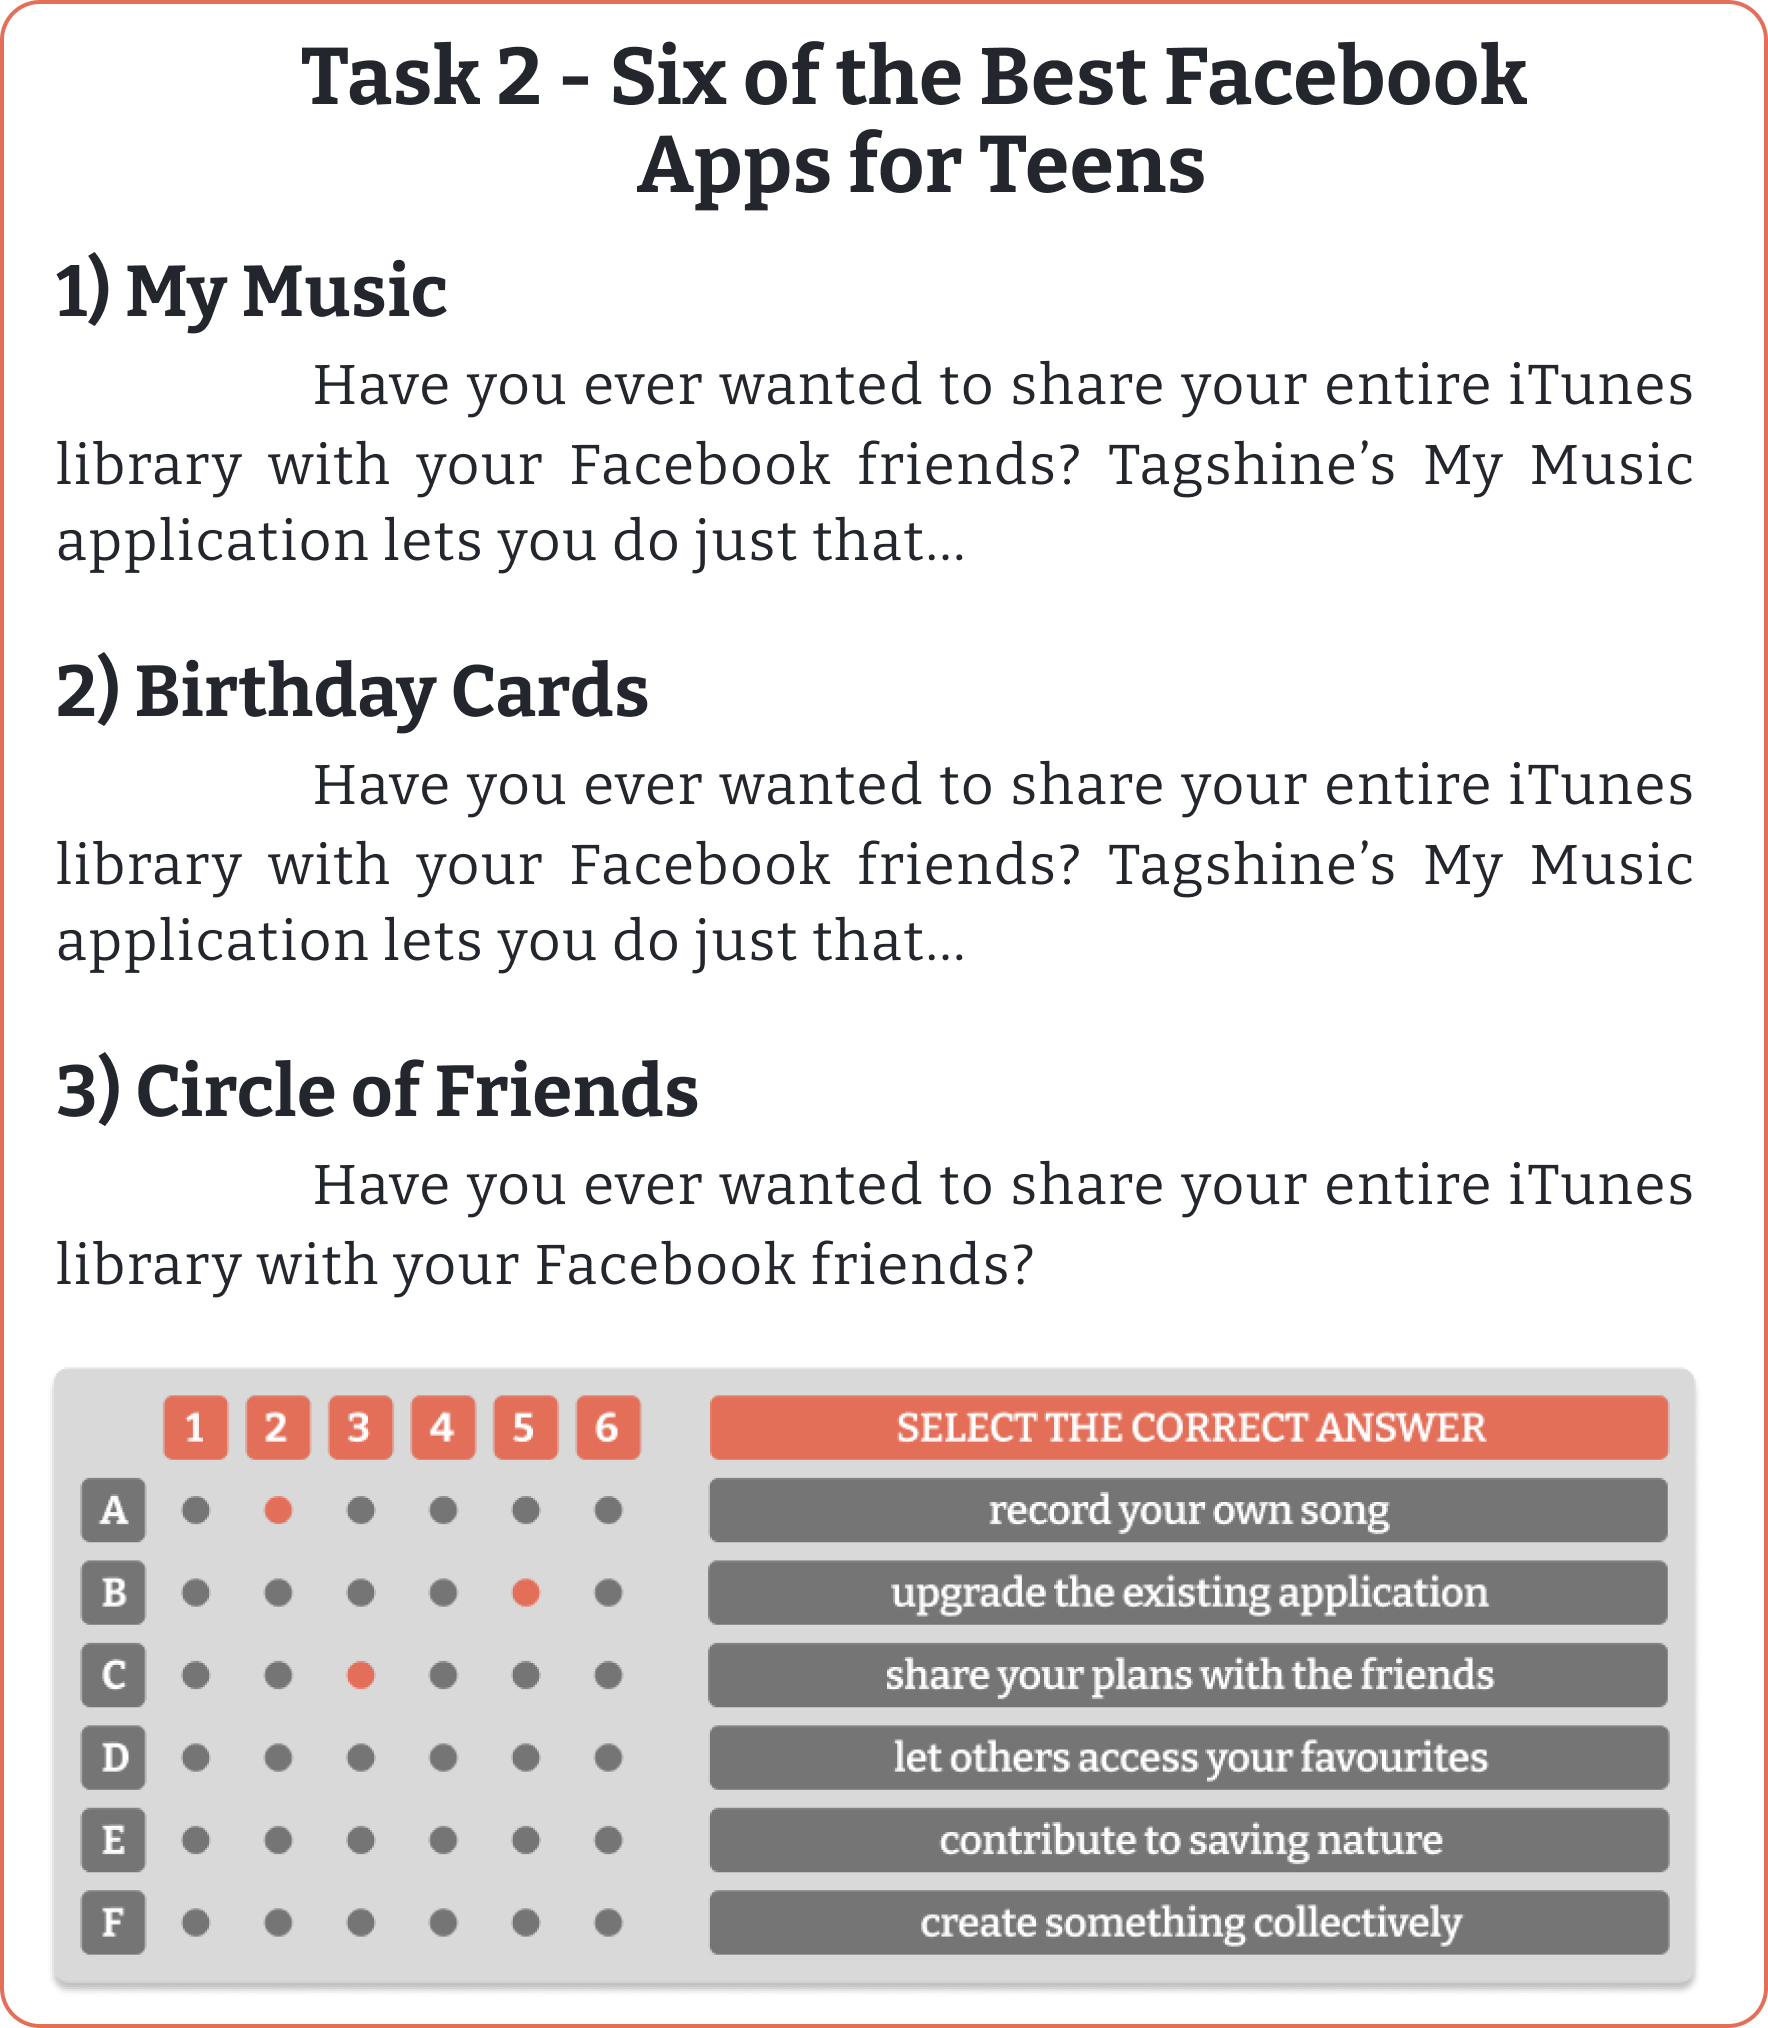 Task 2 - Six of the Best Facebook
Apps for Teens
1) My Music
Have you ever wanted to share your entire iTunes
library with your Facebook friends? Tagshine’s My Music
application lets you do just that...
2) Birthday Cards
Have you ever wanted to share your entire iTunes
library with your Facebook friends? Tagshine’s My Music
application lets you do just that...
3) Circle of Friends
Have you ever wanted to share your entire iTunes
library with your Facebook friends?
1 2 3 4 5 6 SELECT THE CORRECT ANSWER
A record your own song
B upgrade the existing application
C share your plans with the friends
D let others access your favourites
E contribute to saving nature
F create something collectively